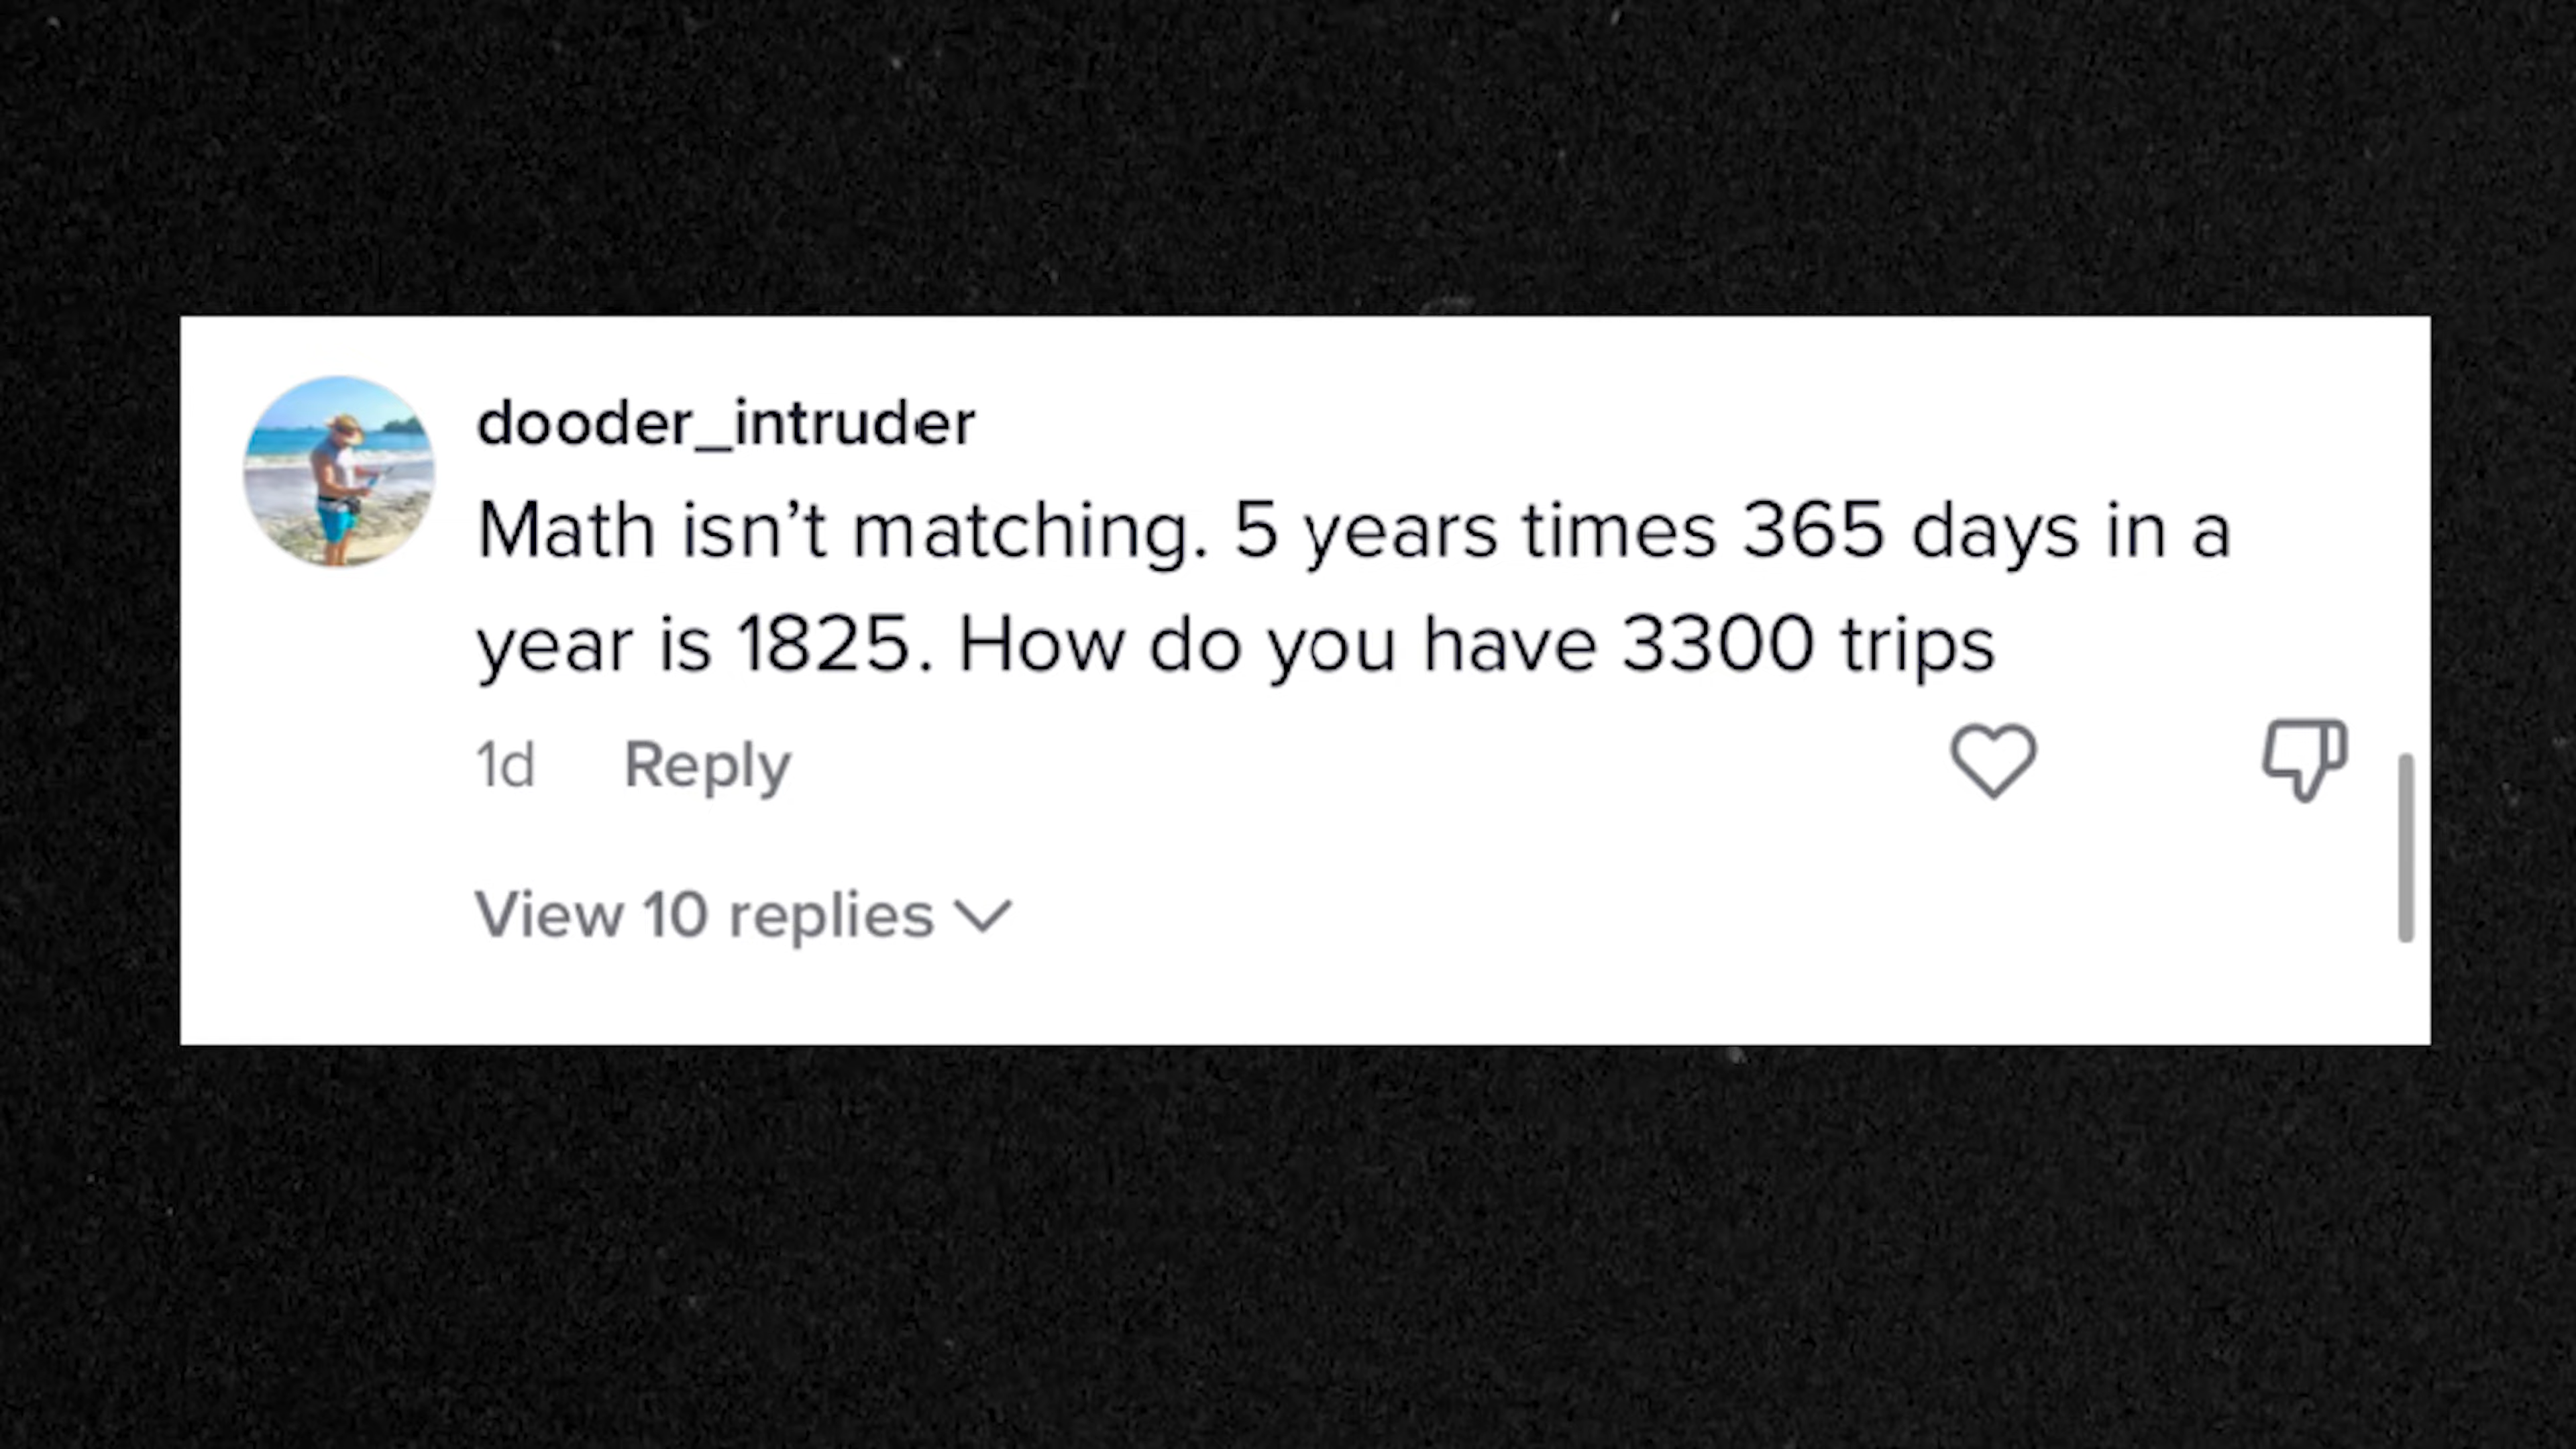 dooder_intruder
Math isn’t matching. 5 years times 365 days in a
year is 1825. How do you have 3300 trips
1d Reply
View 10 replies